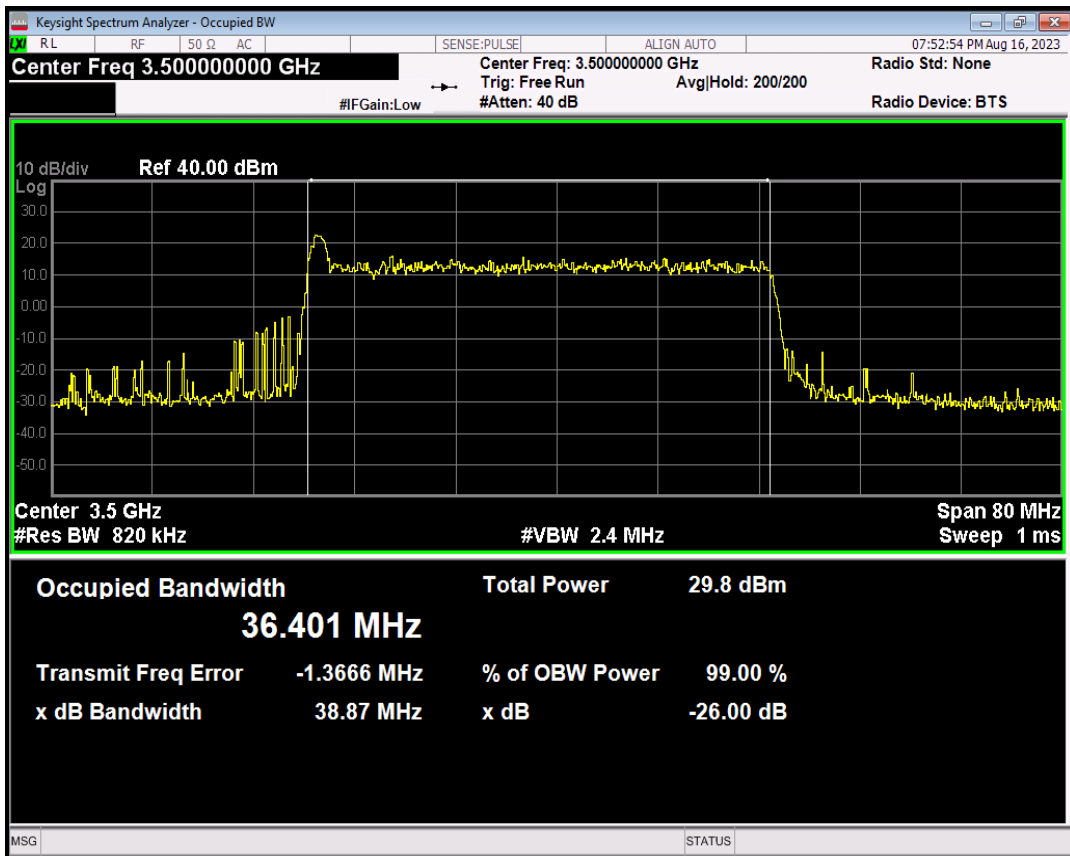 Keysight Spectrum Analyzer - Occupied BW
LXI RL RF 50 Ω AC SENSE:PULSE ALIGN AUTO 07:52:54 PM Aug 16, 2023
Center Freq 3.500000000 GHz Center Freq: 3.500000000 GHz Radio Std: None
Trig: Free Run Avg|Hold: 200/200
#IFGain:Low #Atten: 40 dB Radio Device: BTS
10 dB/div Ref 40.00 dBm
Log
30.0
20.0
10.0
0.00
-10.0
-20.0
-30.0
-40.0
-50.0
Center 3.5 GHz Span 80 MHz
#Res BW 820 kHz #VBW 2.4 MHz Sweep 1 ms
Occupied Bandwidth Total Power 29.8 dBm
36.401 MHz
Transmit Freq Error -1.3666 MHz % of OBW Power 99.00 %
x dB Bandwidth 38.87 MHz x dB -26.00 dB
MSG STATUS